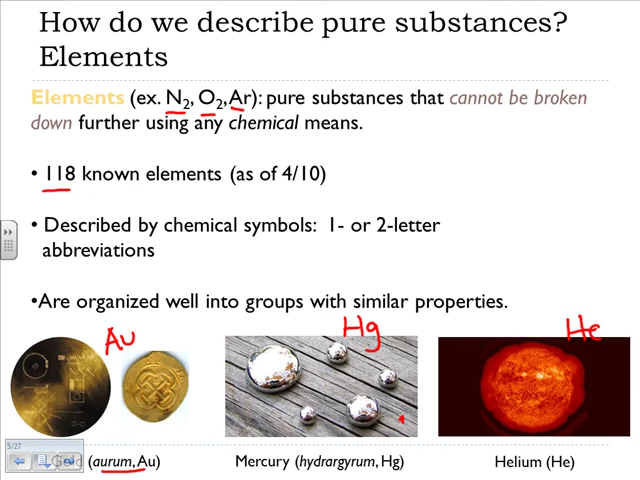 How do we describe pure substances?
Elements
Elements (ex. N2, O2, Ar): pure substances that cannot be broken
down further using any chemical means.
• 118 known elements (as of 4/10)
• Described by chemical symbols: 1- or 2-letter
abbreviations
•Are organized well into groups with similar properties.
Au
Hg
He
5/27
Gold (aurum, Au)
Mercury (hydrargyrum, Hg)
Helium (He)